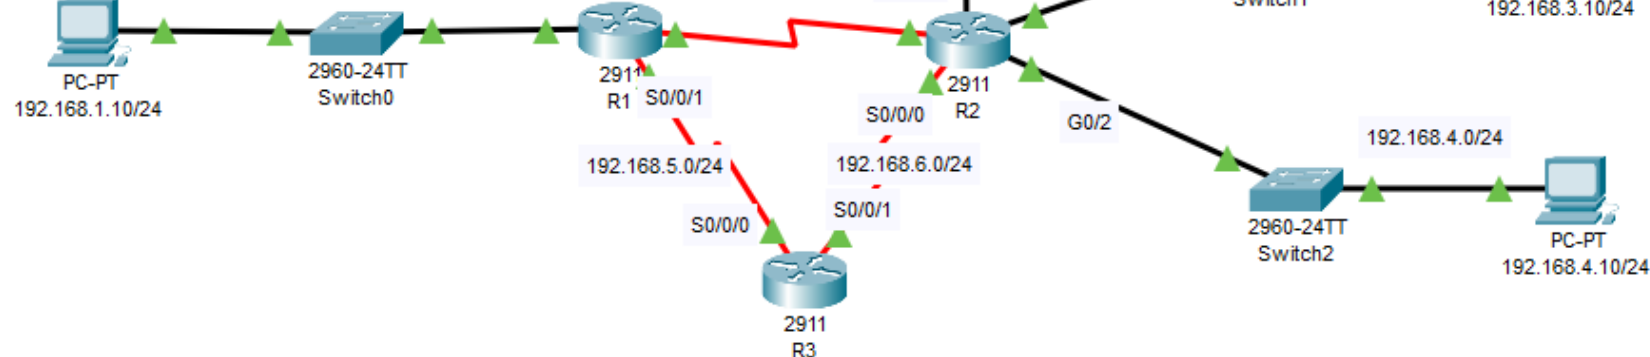 192.168.3.10/24
PC-PT
192.168.1.10/24
2960-24TT
Switch0
2911
R1
S0/0/1
2911
R2
S0/0/0
G0/2
192.168.4.0/24
192.168.5.0/24
192.168.6.0/24
S0/0/0
S0/0/1
2960-24TT
Switch2
PC-PT
192.168.4.10/24
2911
R3